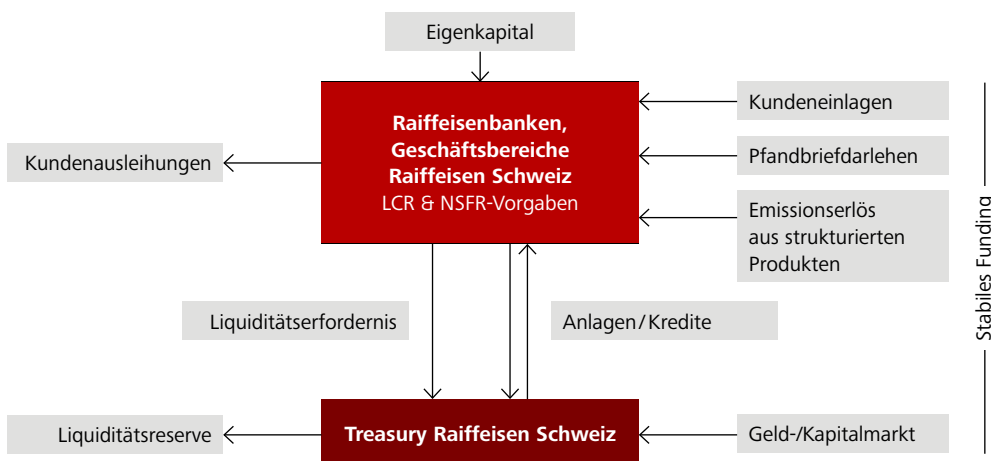 Eigenkapital
Raiffeisenbanken,
Geschäftsbereiche
Raiffeisen Schweiz
LCR & NSFR-Vorgaben
Kundenausleihungen
Kundeneinlagen
Pfandbriefdarlehen
Emissionserlös
aus strukturierten
Produkten
Stabiles Funding
Liquiditätserfordernis
Anlagen/Kredite
Liquiditätsreserve
Treasury Raiffeisen Schweiz
Geld-/Kapitalmarkt